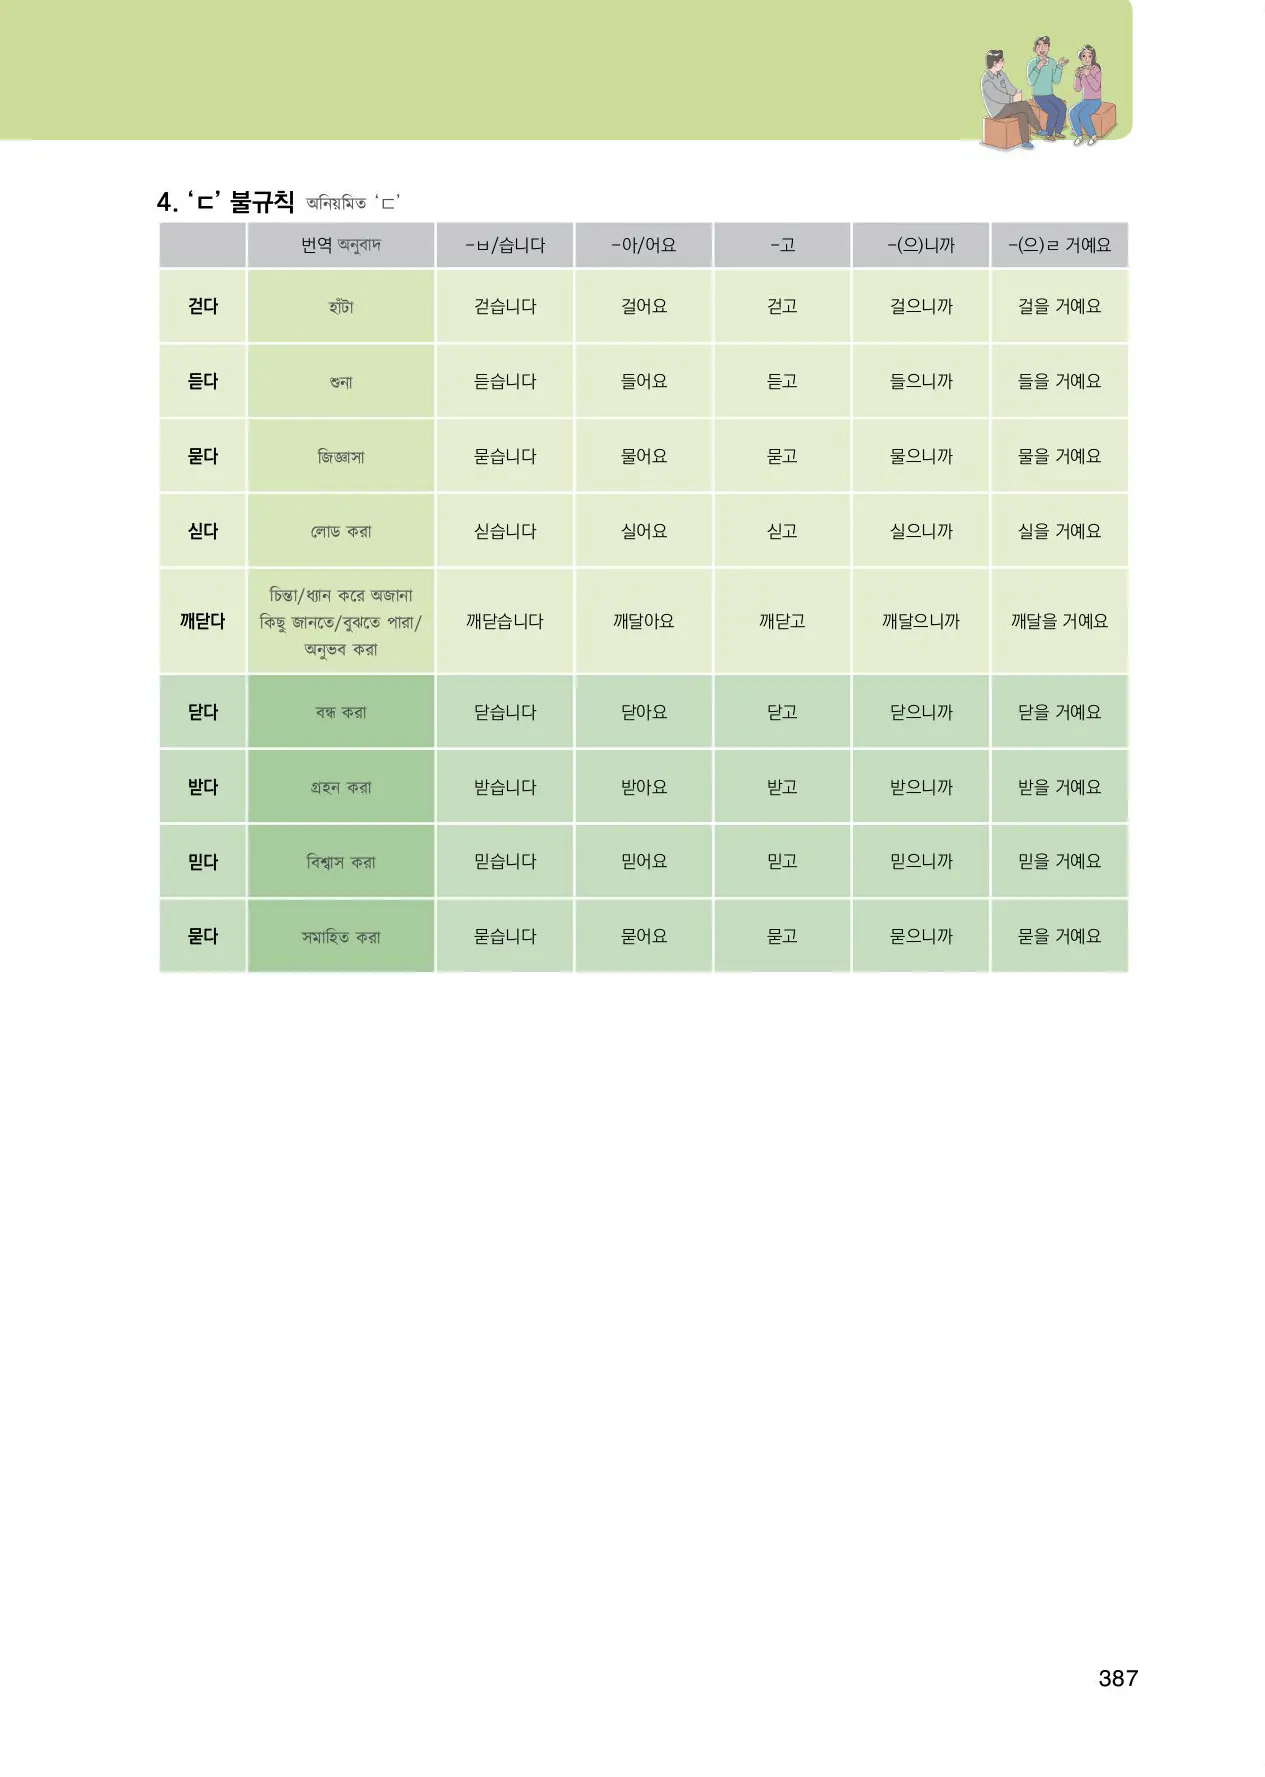 4. ‘ㄷ’ 불규칙 অনিয়মিত ‘ㄷ’
번역 অনুবাদ -ㅂ/습니다 -아/어요 -고 -(으)니까 -(으)ㄹ 거예요
걷다 হাঁটা 걷습니다 걸어요 걷고 걸으니까 걸을 거예요
듣다 শুনা 듣습니다 들어요 듣고 들으니까 들을 거예요
묻다 জিজ্ঞাসা 묻습니다 물어요 묻고 물으니까 물을 거예요
싣다 লোড করা 싣습니다 실어요 싣고 실으니까 실을 거예요
깨닫다 চিন্তা/ধ্যান করে অজানা
কিছু জানতে/বুঝতে পারা/
অনুভব করা 깨닫습니다 깨달아요 깨닫고 깨달으니까 깨달을 거예요
닫다 বন্ধ করা 닫습니다 닫아요 닫고 닫으니까 닫을 거예요
받다 গ্রহন করা 받습니다 받아요 받고 받으니까 받을 거예요
믿다 বিশ্বাস করা 믿습니다 믿어요 믿고 믿으니까 믿을 거예요
묻다 সমাহিত করা 묻습니다 묻어요 묻고 묻으니까 묻을 거예요
387